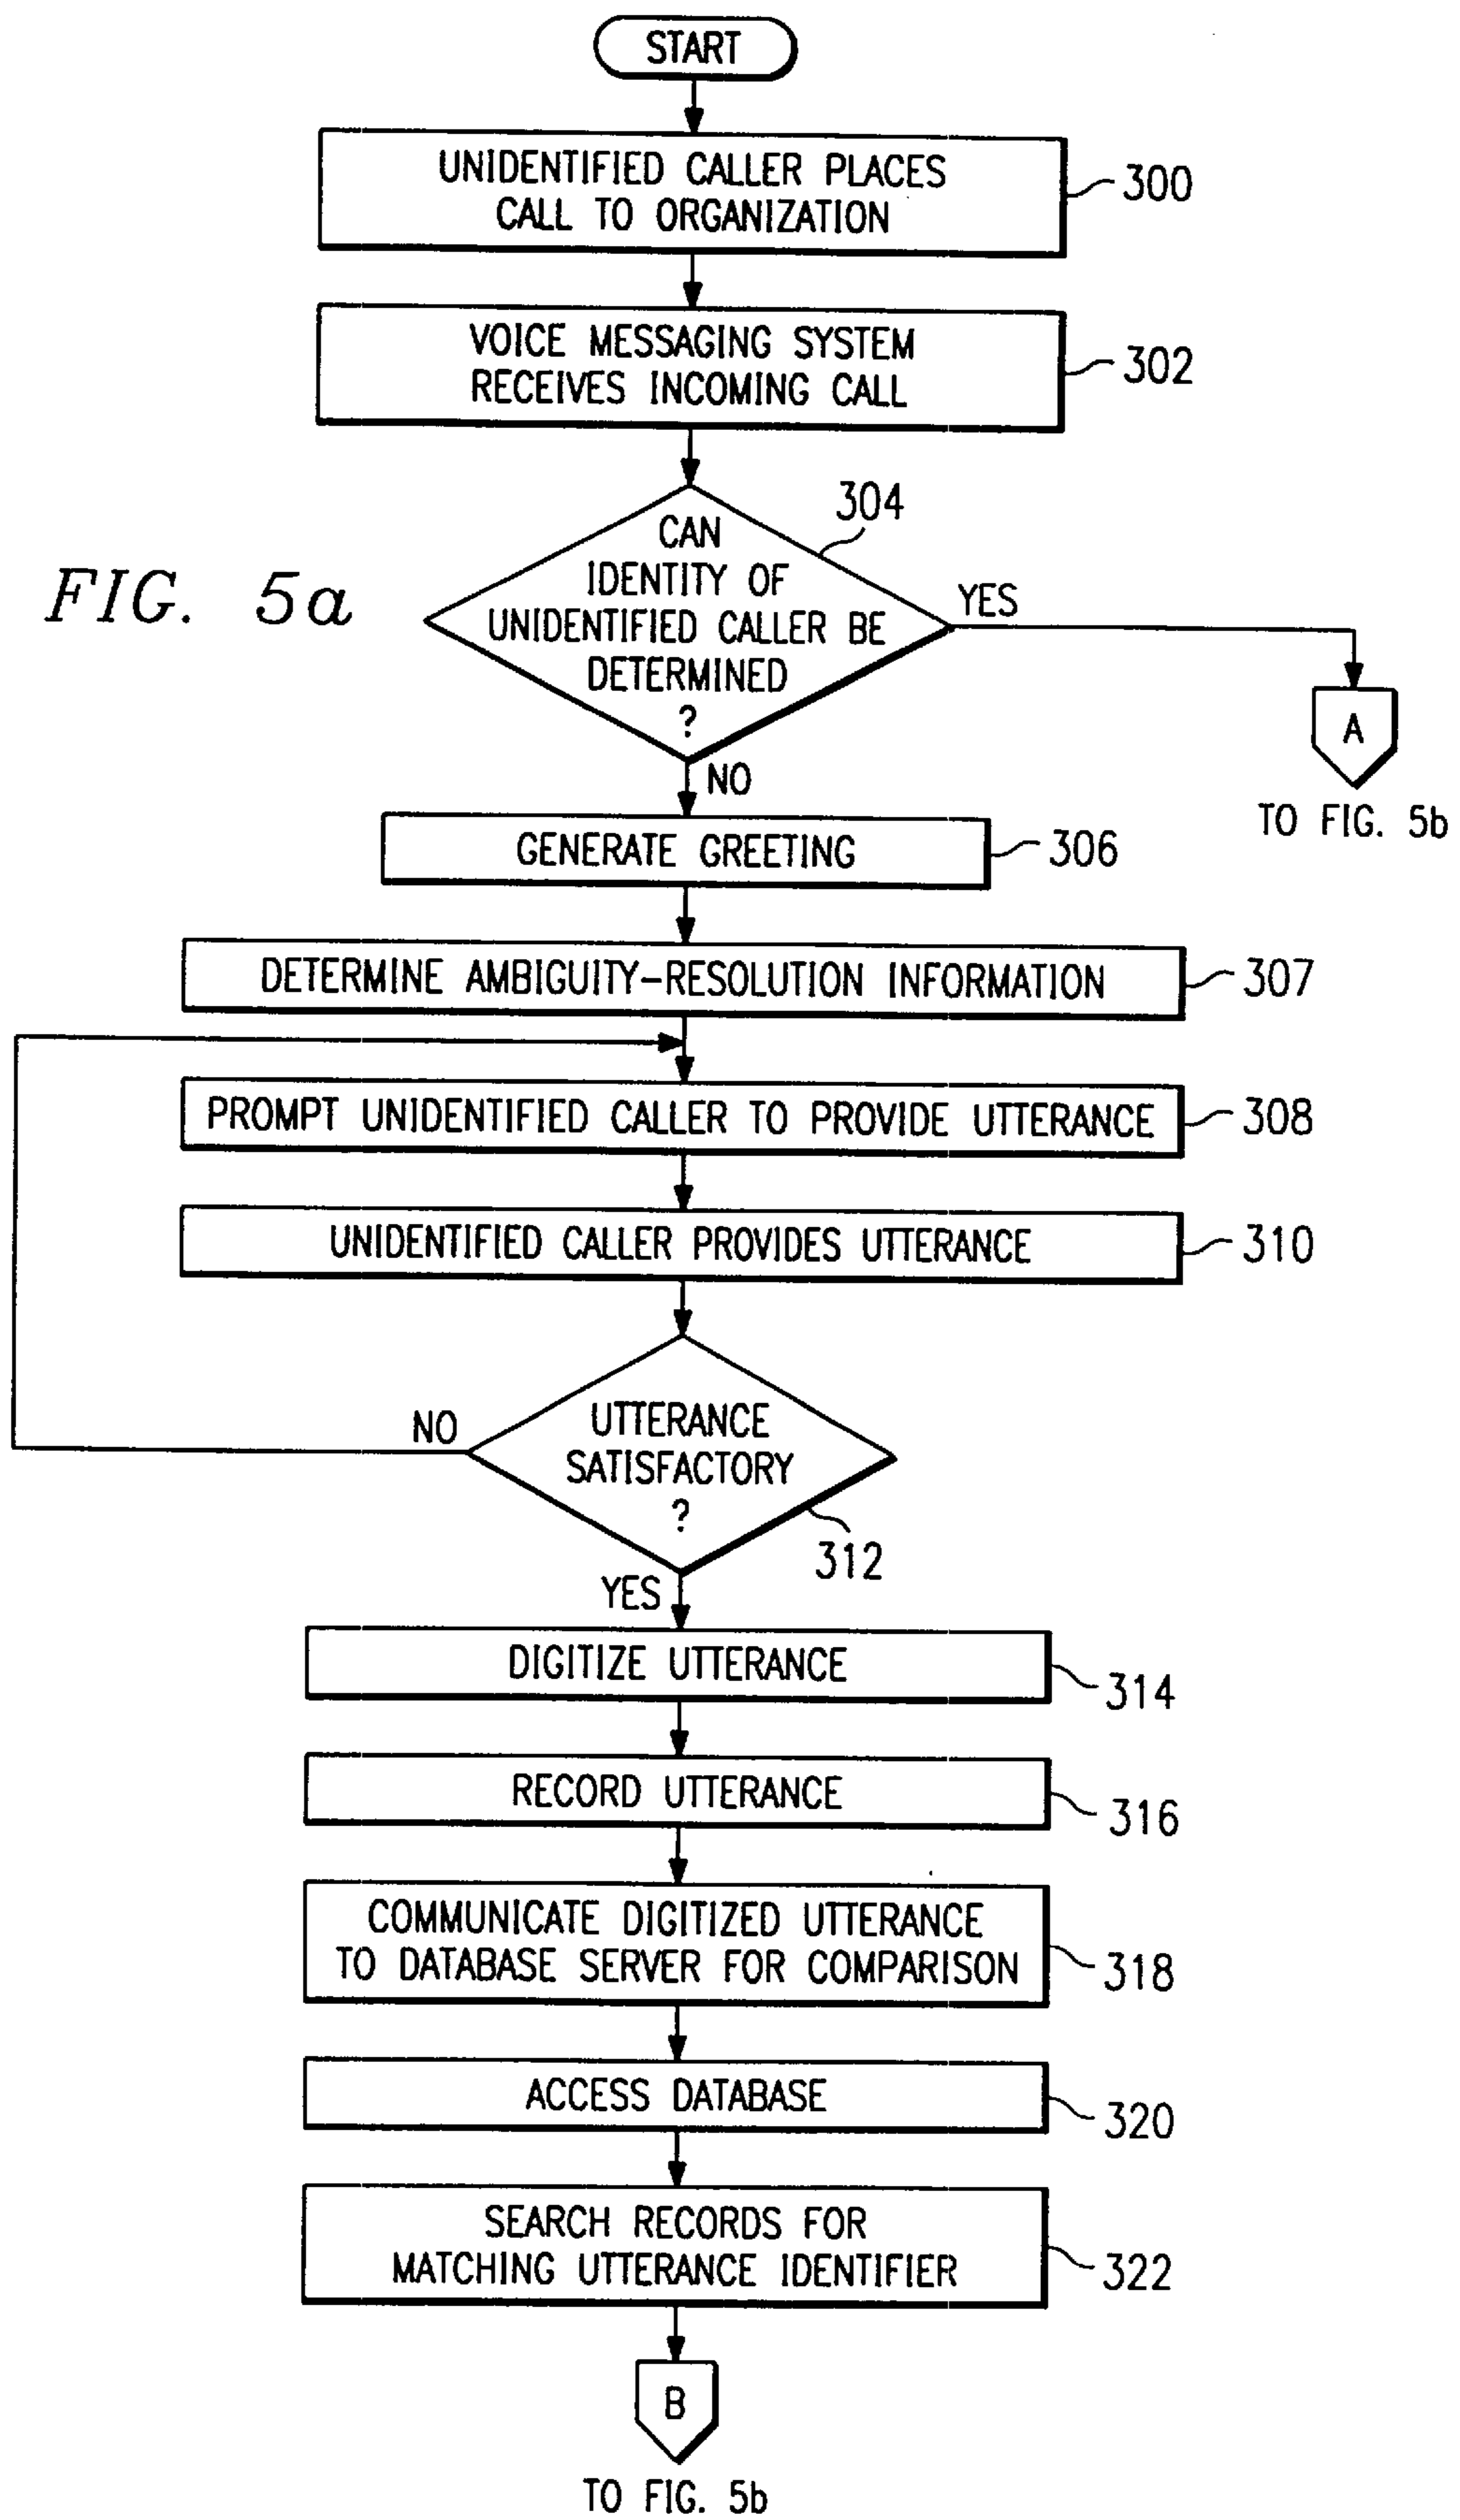 START
UNIDENTIFIED CALLER PLACES
CALL TO ORGANIZATION
300
VOICE MESSAGING SYSTEM
RECEIVES INCOMING CALL
302
304
CAN
IDENTITY OF
UNIDENTIFIED CALLER BE
DETERMINED
?
YES
FIG. 5a
A
TO FIG. 5b
NO
GENERATE GREETING
306
DETERMINE AMBIGUITY-RESOLUTION INFORMATION
307
PROMPT UNIDENTIFIED CALLER TO PROVIDE UTTERANCE
308
UNIDENTIFIED CALLER PROVIDES UTTERANCE
310
NO
UTTERANCE
SATISFACTORY
?
312
YES
DIGITIZE UTTERANCE
314
RECORD UTTERANCE
316
COMMUNICATE DIGITIZED UTTERANCE
TO DATABASE SERVER FOR COMPARISON
318
ACCESS DATABASE
320
SEARCH RECORDS FOR
MATCHING UTTERANCE IDENTIFIER
322
B
TO FIG. 5b